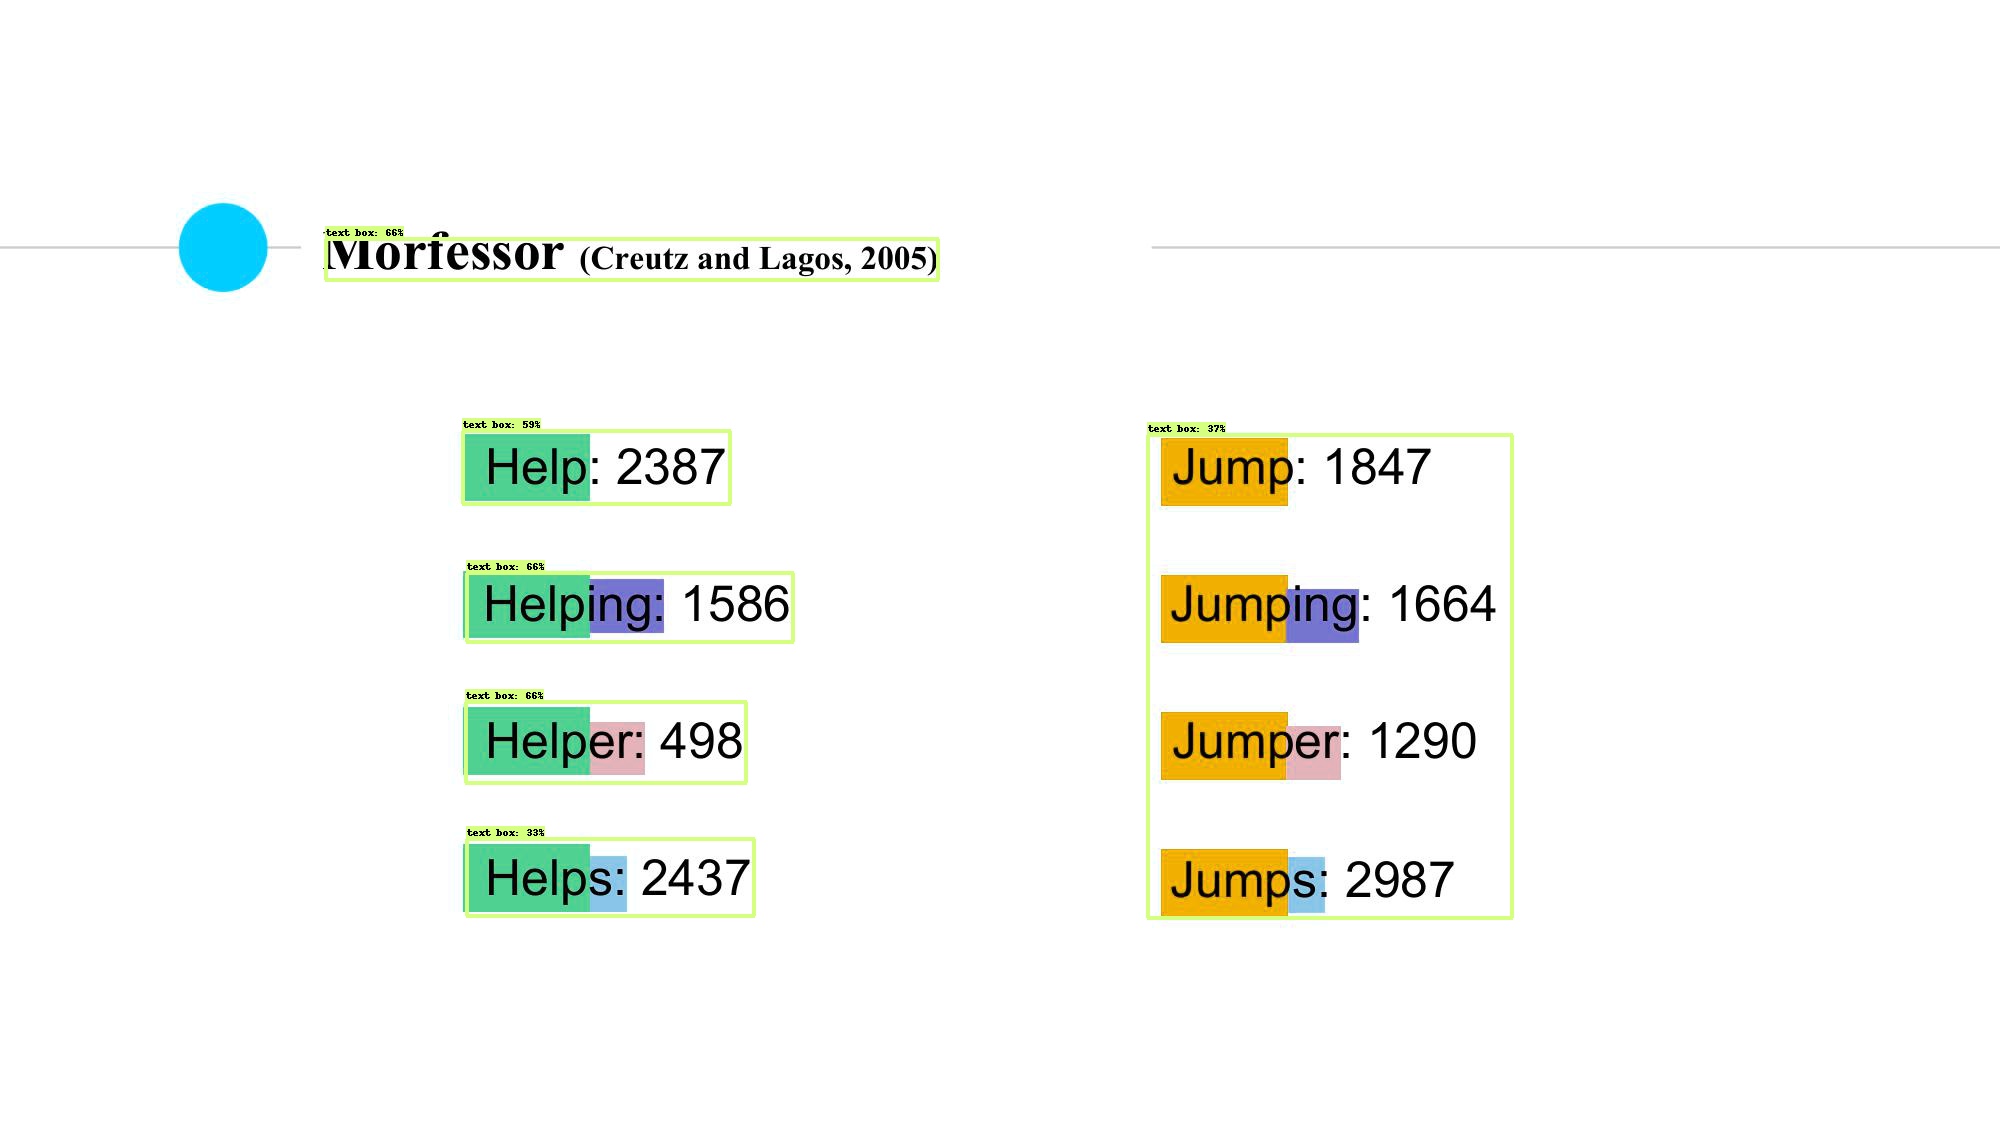 text box: 66%
Morfessor (Creutz and Lagos, 2005)
text box: 59%
Help: 2387
text box: 66%
Helping: 1586
text box: 66%
Helper: 498
text box: 33%
Helps: 2437
text box: 37%
Jump: 1847
Jumping: 1664
Jumper: 1290
Jumps: 2987